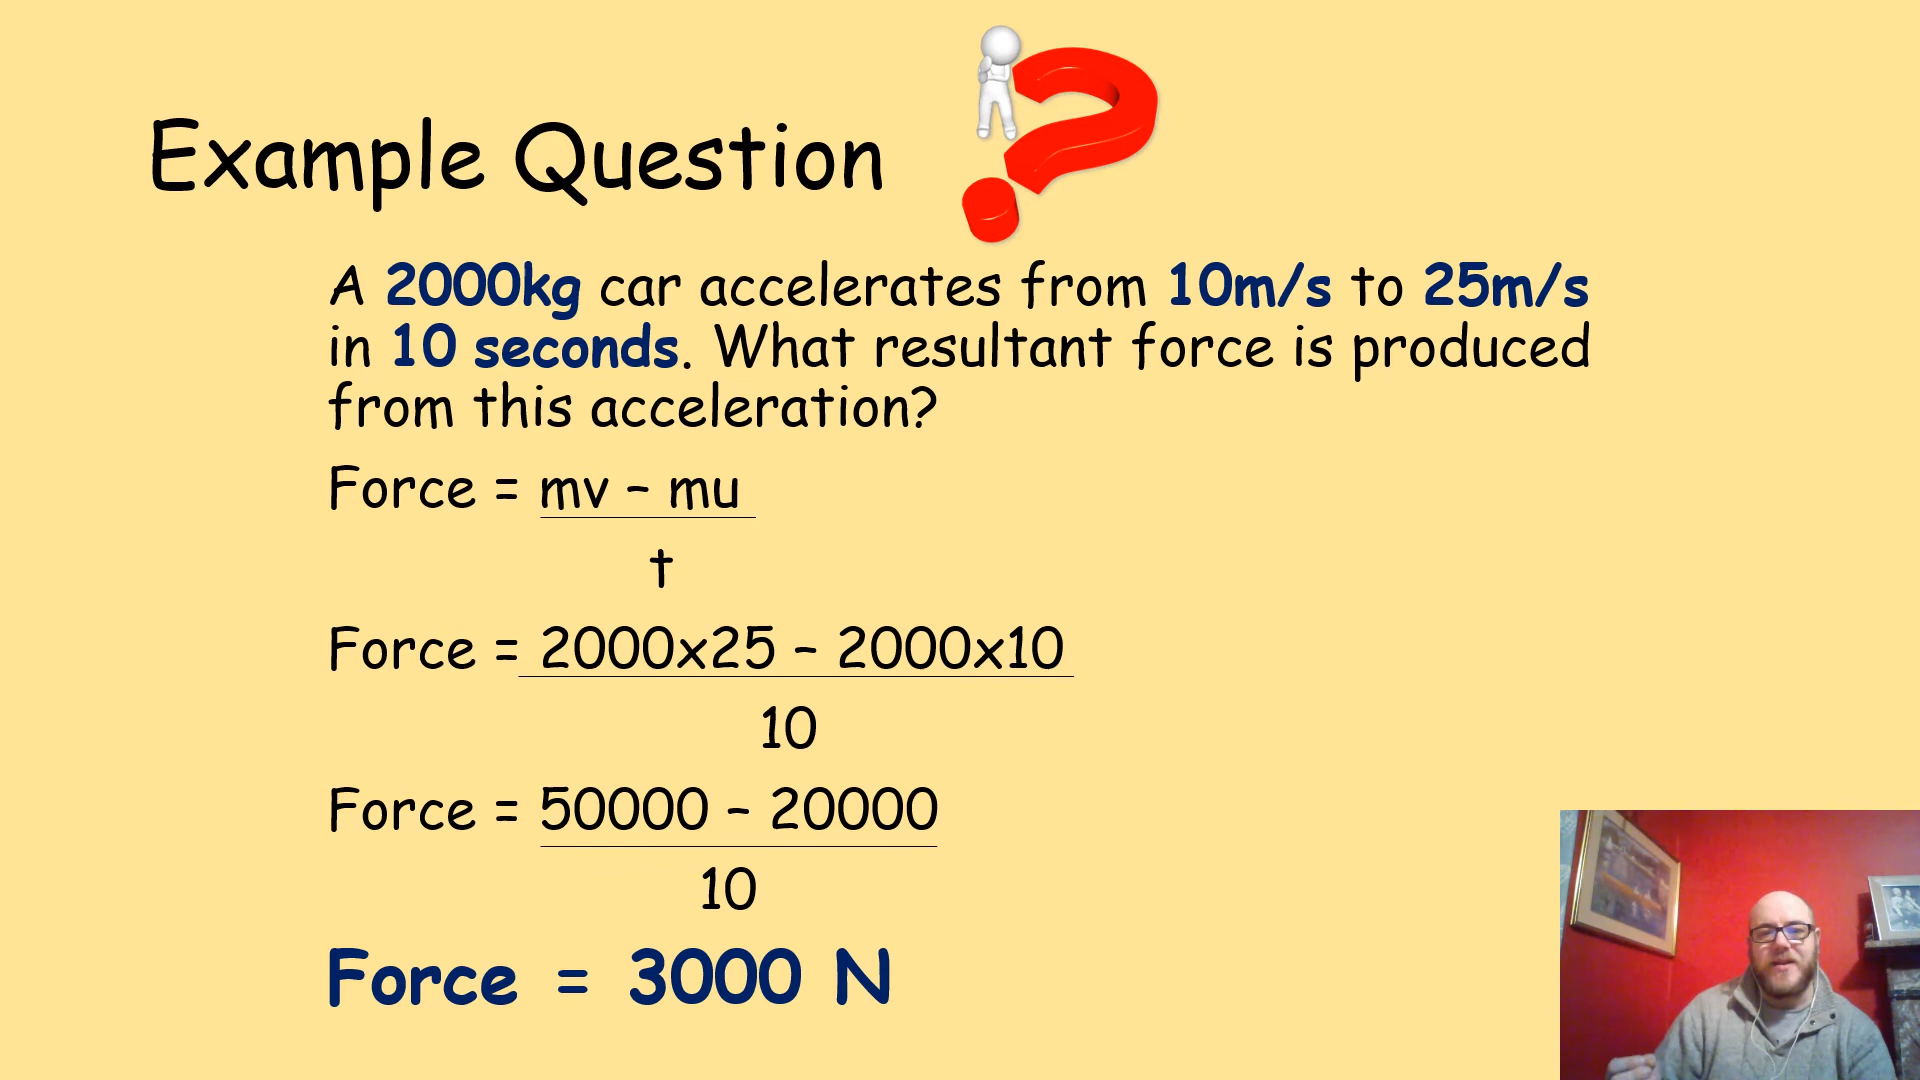 Example Question
A 2000kg car accelerates from 10m/s to 25m/s
in 10 seconds. What resultant force is produced
from this acceleration?
Force = mv – mu
t
Force = 2000x25 – 2000x10
10
Force = 50000 – 20000
10
Force = 3000 N